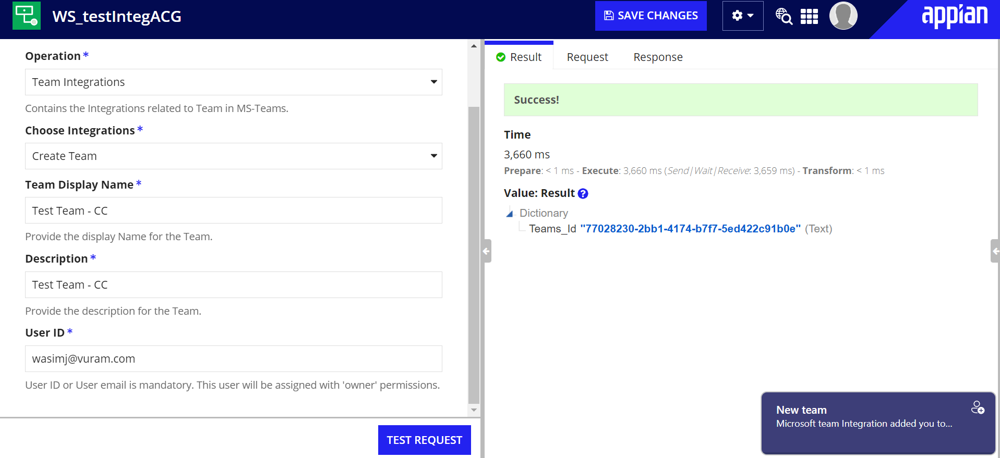 WS_testIntegACG
SAVE CHANGES
appian
Operation *
Team Integrations
Contains the Integrations related to Team in MS-Teams.
Choose Integrations *
Create Team
Team Display Name *
Test Team - CC
Provide the display Name for the Team.
Description *
Test Team - CC
Provide the description for the Team.
User ID *
wasimj@vuram.com
User ID or User email is mandatory. This user will be assigned with 'owner' permissions.
TEST REQUEST
Result Request Response
Success!
Time
3,660 ms
Prepare: < 1 ms - Execute: 3,660 ms (Send|Wait|Receive: 3,659 ms) - Transform: < 1 ms
Value: Result ?
Dictionary
Teams_Id "77028230-2bb1-4174-b7f7-5ed422c91b0e" (Text)
New team
Microsoft team Integration added you to...